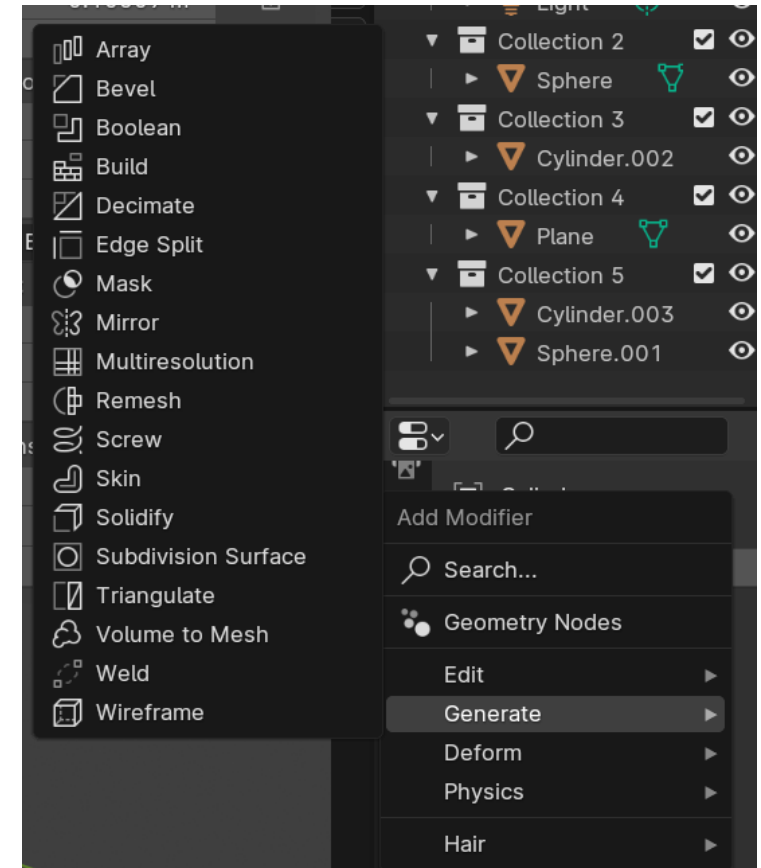 Array
Bevel
Boolean
Build
Decimate
Edge Split
Mask
Mirror
Multiresolution
Remesh
Screw
Skin
Solidify
Subdivision Surface
Triangulate
Volume to Mesh
Weld
Wireframe
Light
Collection 2
Sphere
Collection 3
Cylinder.002
Collection 4
Plane
Collection 5
Cylinder.003
Sphere.001
Add Modifier
Search...
Geometry Nodes
Edit
Generate
Deform
Physics
Hair